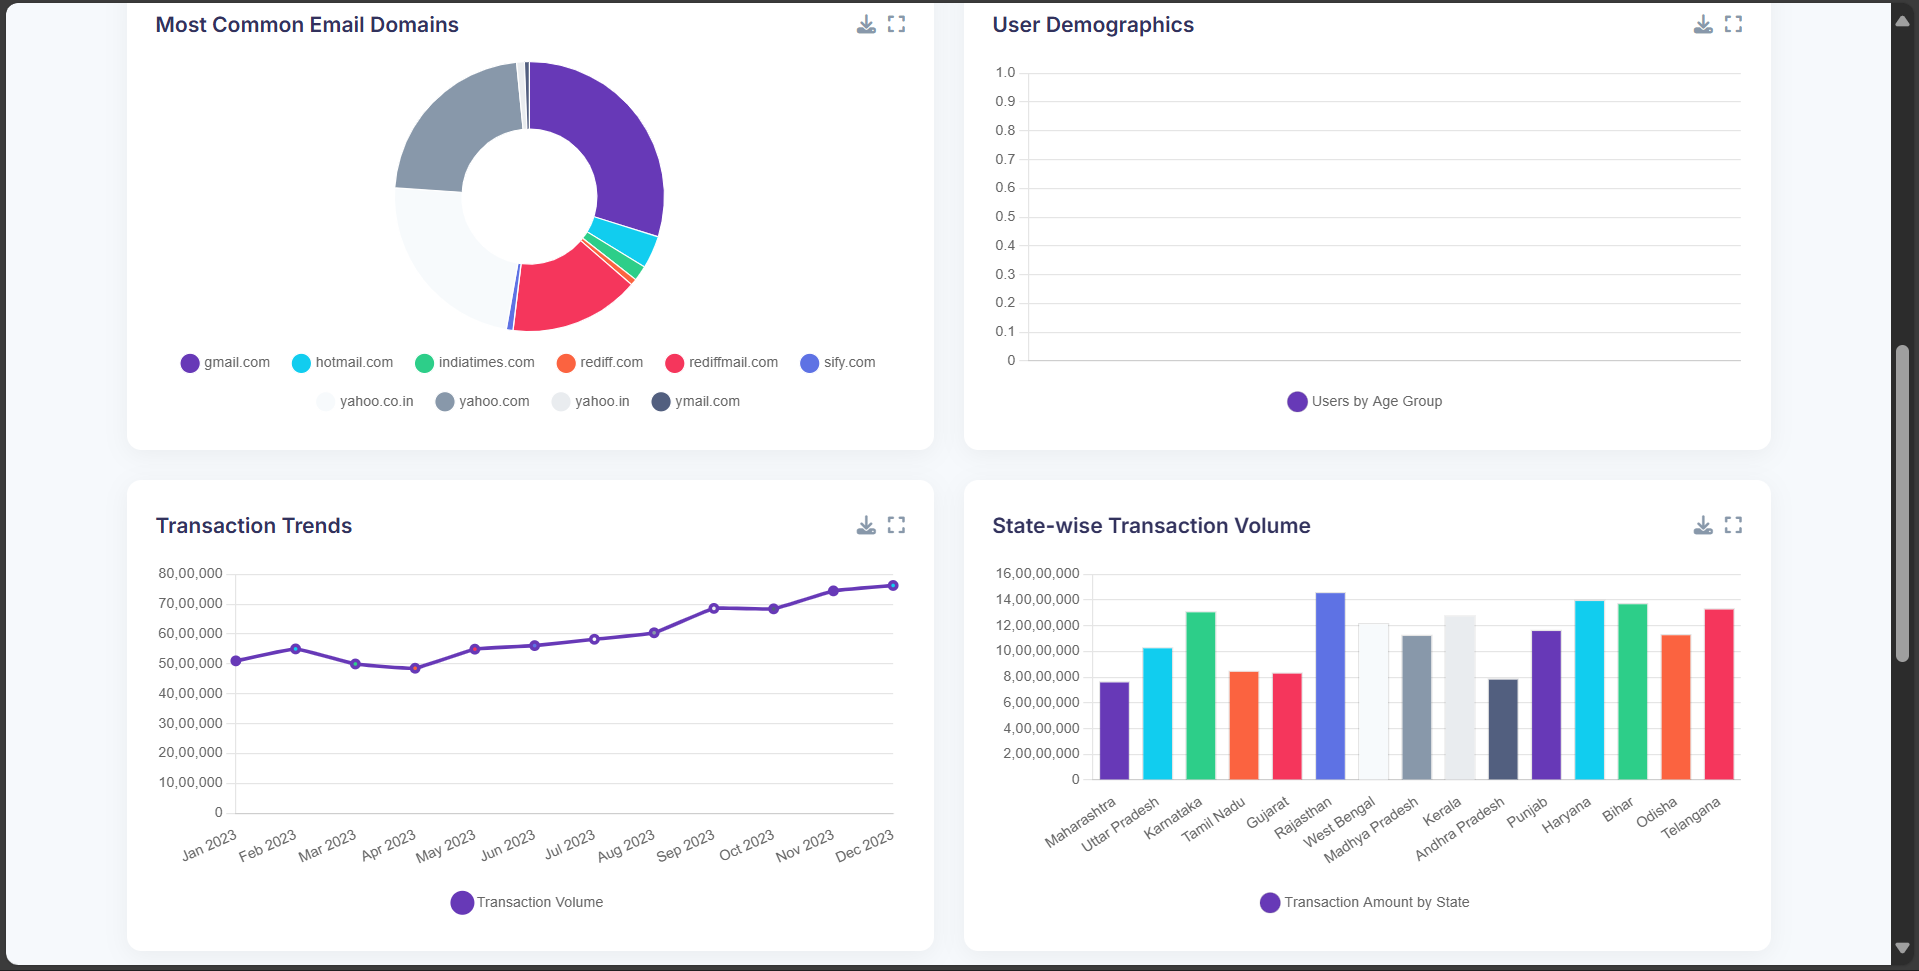 Most Common Email Domains
gmail.com hotmail.com indiatimes.com rediff.com rediffmail.com sify.com
yahoo.co.in yahoo.com yahoo.in ymail.com
User Demographics
1.0
0.9
0.8
0.7
0.6
0.5
0.4
0.3
0.2
0.1
0
Users by Age Group
Transaction Trends
80,00,000
70,00,000
60,00,000
50,00,000
40,00,000
30,00,000
20,00,000
10,00,000
0
Jan 2023 Feb 2023 Mar 2023 Apr 2023 May 2023 Jun 2023 Jul 2023 Aug 2023 Sep 2023 Oct 2023 Nov 2023 Dec 2023
Transaction Volume
State-wise Transaction Volume
16,00,00,000
14,00,00,000
12,00,00,000
10,00,00,000
8,00,00,000
6,00,00,000
4,00,00,000
2,00,00,000
0
Maharashtra Uttar Pradesh Karnataka Tamil Nadu Gujarat Rajasthan West Bengal Madhya Pradesh Kerala Andhra Pradesh Punjab Haryana Bihar Odisha Telangana
Transaction Amount by State